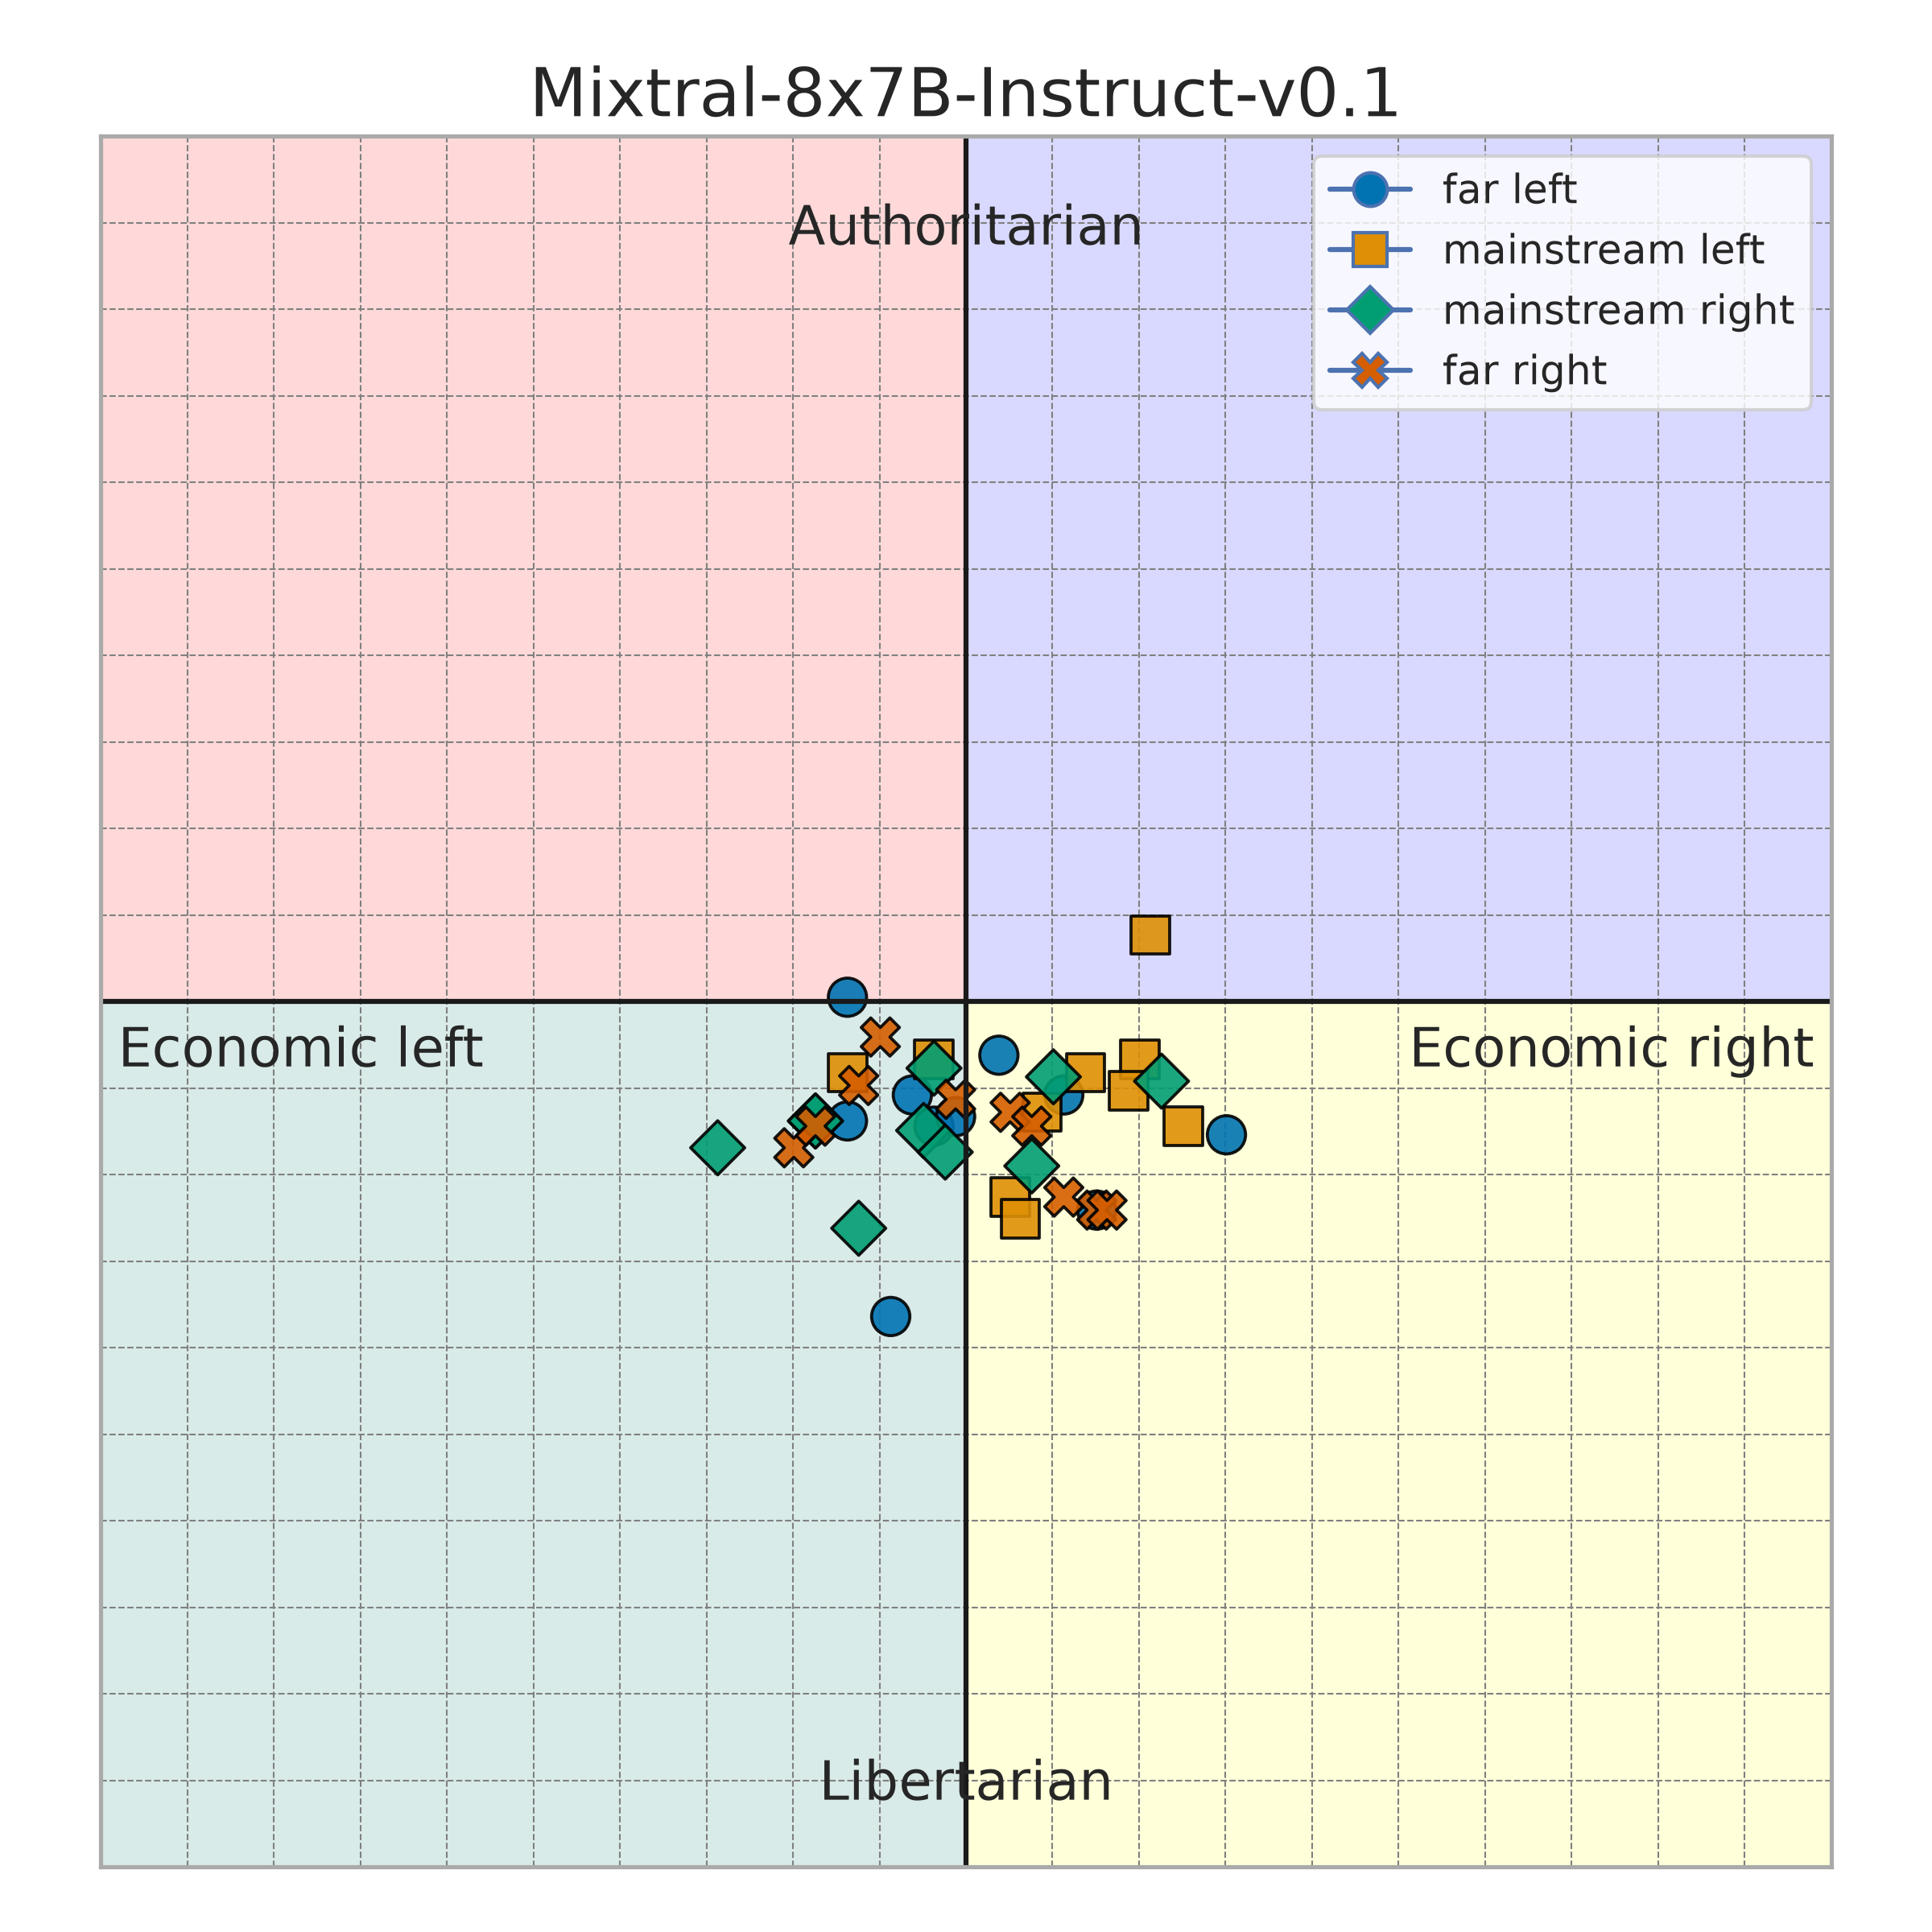 Mixtral-8x7B-Instruct-v0.1
Authoritarian
far left
mainstream left
mainstream right
far right
Economic left
Economic right
Libertarian